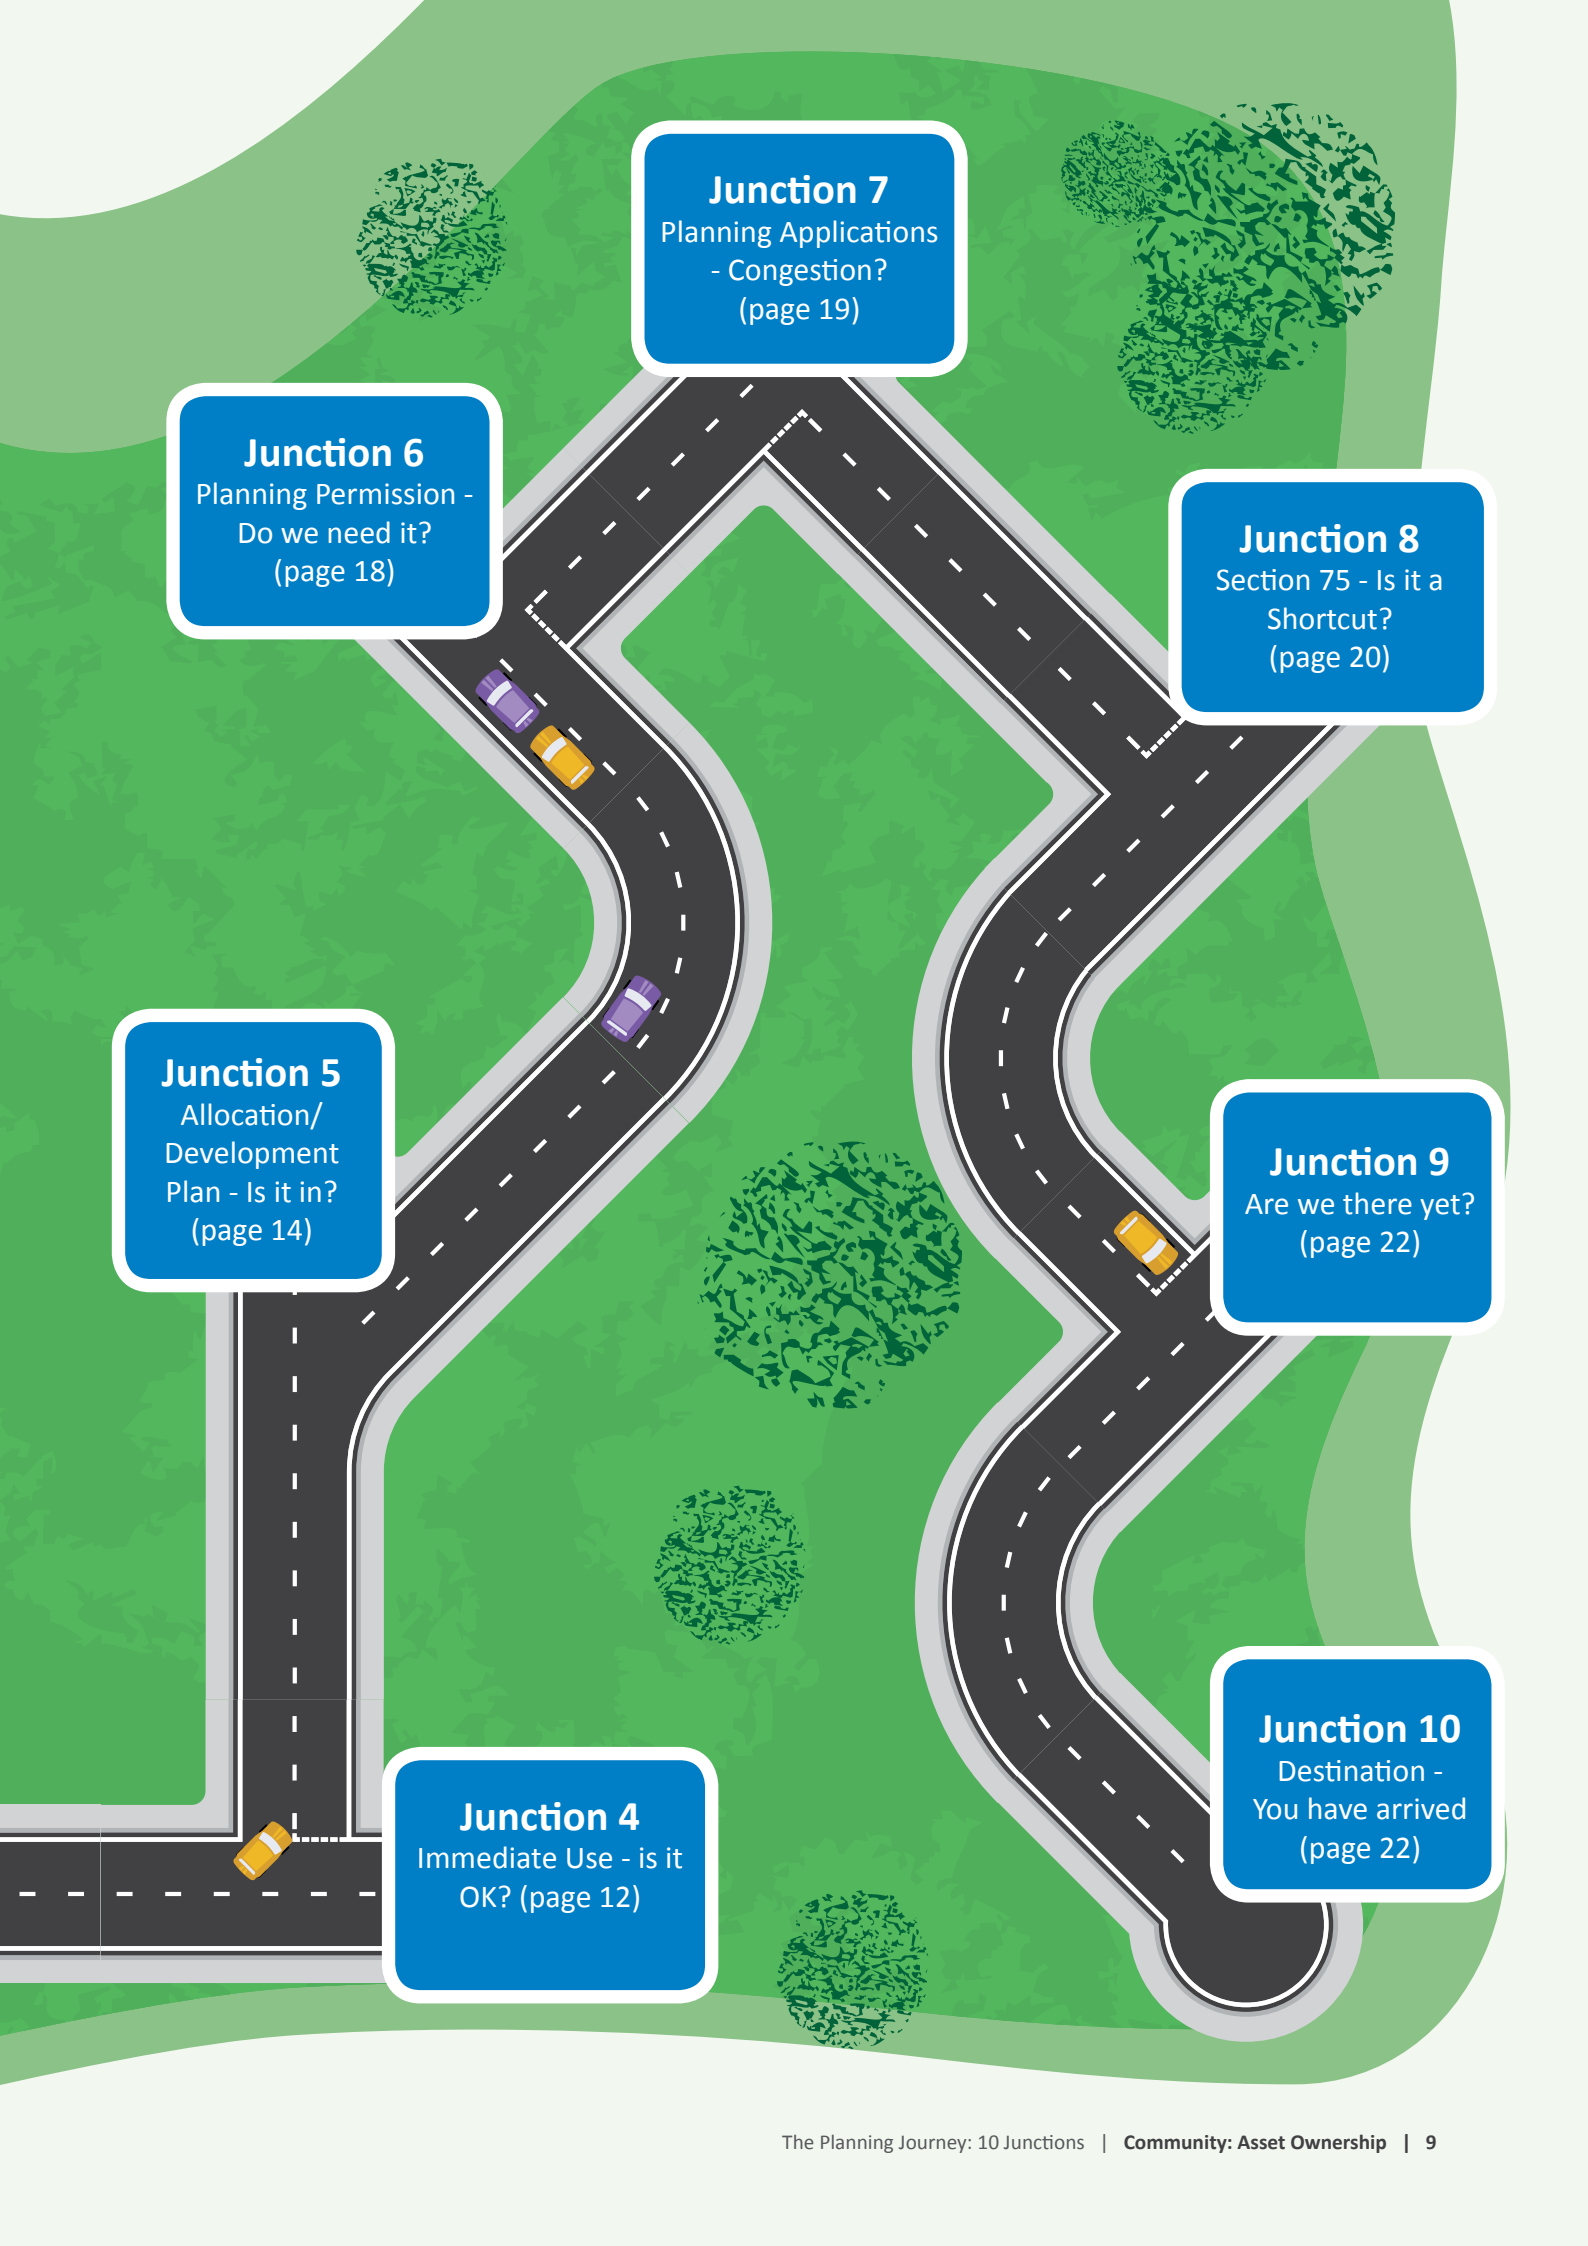 Junction 7
Planning Applications
- Congestion?
(page 19)
Junction 6
Planning Permission -
Do we need it?
(page 18)
Junction 8
Section 75 - Is it a
Shortcut?
(page 20)
Junction 5
Allocation/
Development
Plan - Is it in?
(page 14)
Junction 9
Are we there yet?
(page 22)
Junction 10
Destination -
You have arrived
(page 22)
Junction 4
Immediate Use - is it
OK? (page 12)
The Planning Journey: 10 Junctions | Community: Asset Ownership | 9